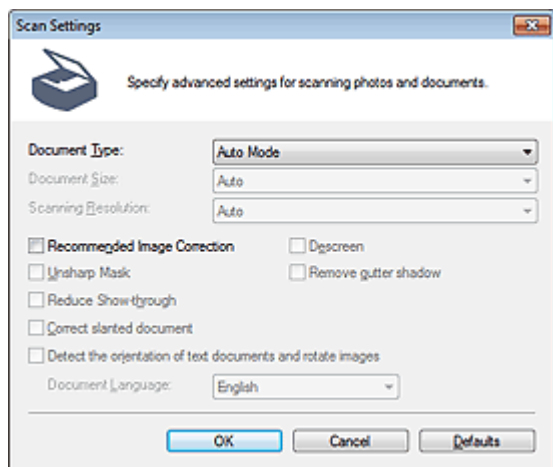 Scan Settings
Specify advanced settings for scanning photos and documents.
Document Type: Auto Mode
Document Size: Auto
Scanning Resolution: Auto
Recommended Image Correction Descreen
Unsharp Mask Remove gutter shadow
Reduce Show-through
Correct slanted document
Detect the orientation of text documents and rotate images
Document Language: English
OK Cancel Defaults